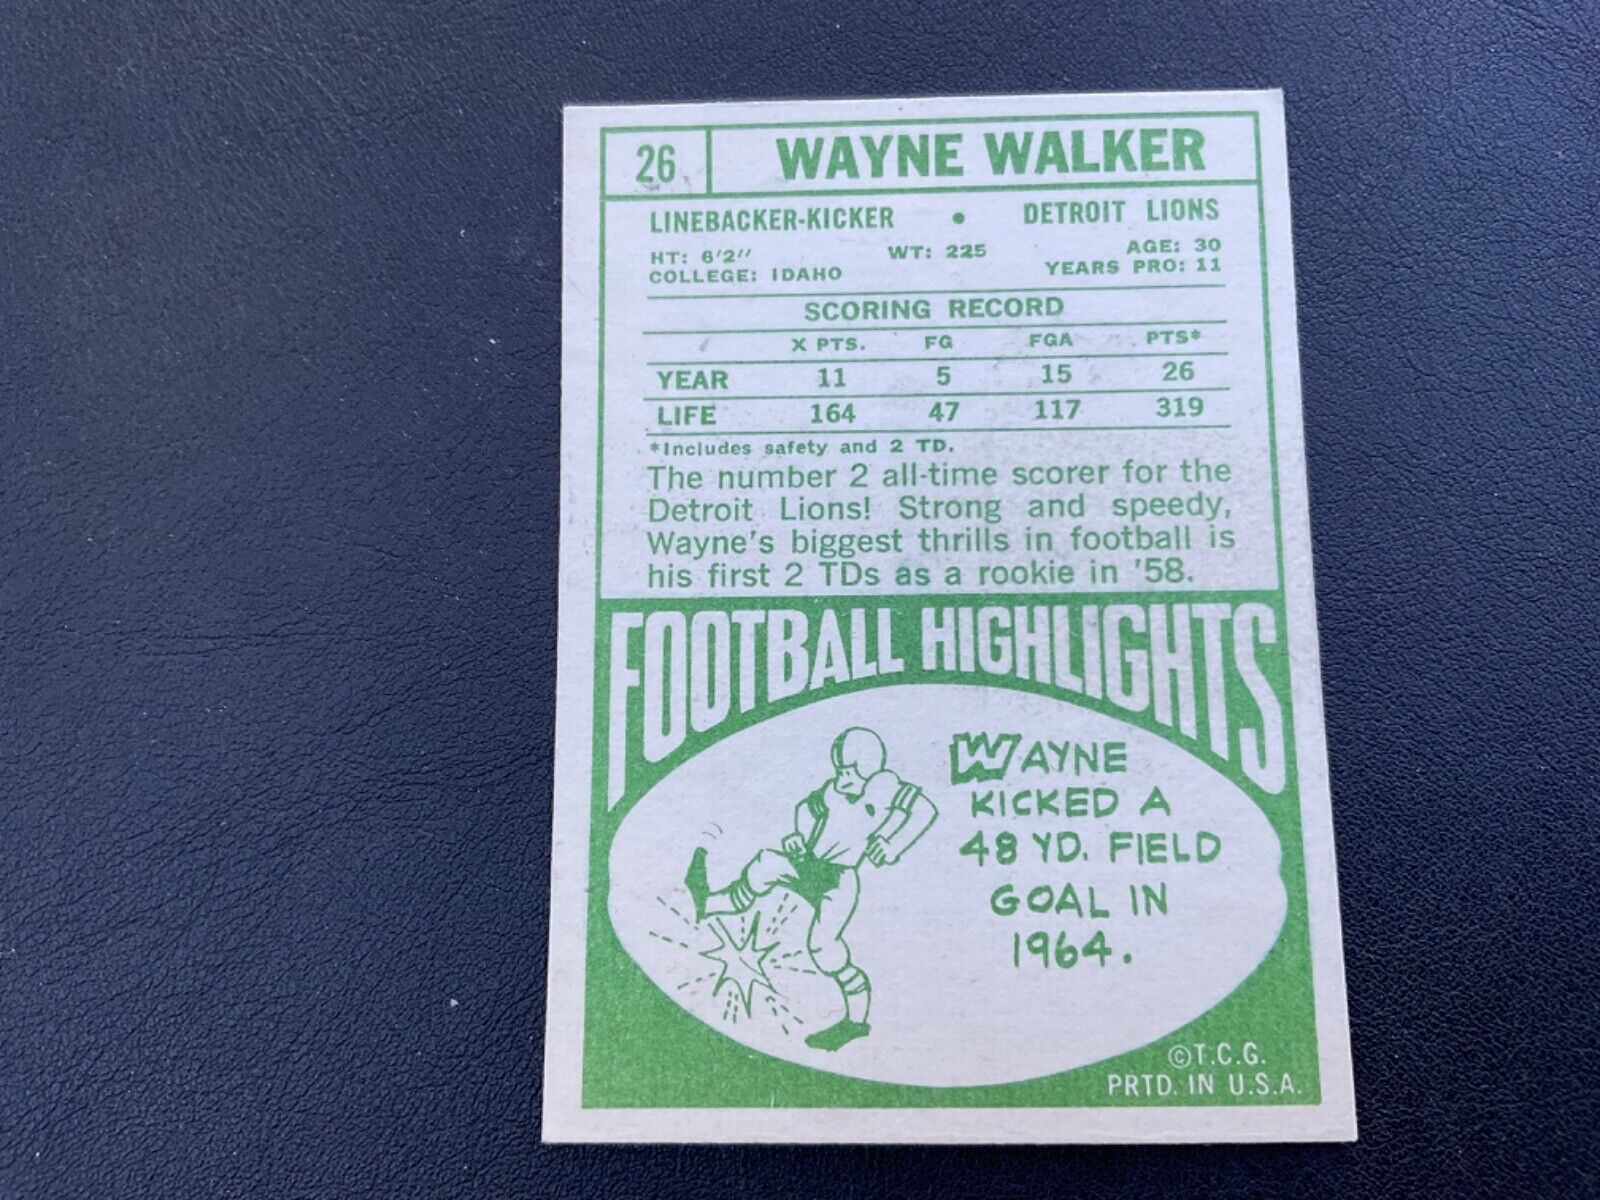 26 WAYNE WALKER
LINEBACKER-KICKER • DETROIT LIONS
HT: 6'2" WT: 225 AGE: 30
COLLEGE: IDAHO YEARS PRO: 11
SCORING RECORD
X PTS. FG FGA PTS*
YEAR 11 5 15 26
LIFE 164 47 117 319
*Includes safety and 2 TD.
The number 2 all-time scorer for the
Detroit Lions! Strong and speedy,
Wayne's biggest thrills in football is
his first 2 TDs as a rookie in '58.
FOOTBALL HIGHLIGHTS
WAYNE
KICKED A
48 YD. FIELD
GOAL IN
1964.
©T.C.G.
PRTD. IN U.S.A.